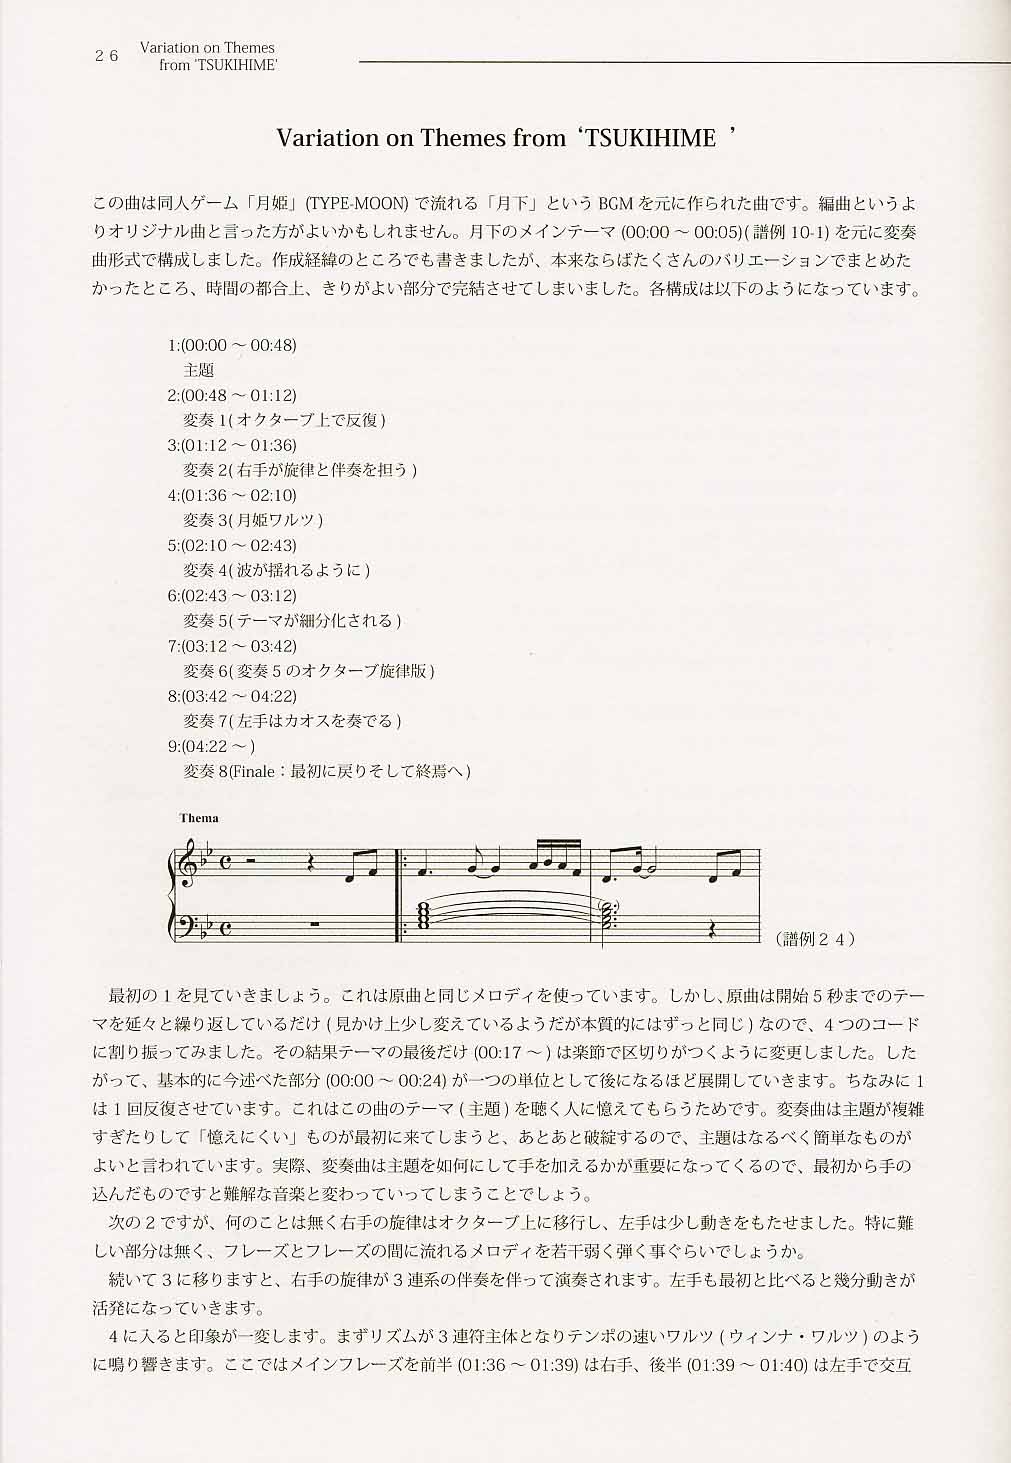 26
Variation on Themes
from 'TSUKIHIME'
Variation on Themes from ‘TSUKIHIME ’
この曲は同人ゲーム「月姫」(TYPE-MOON) で流れる「月下」という BGM を元に作られた曲です。編曲というよ
りオリジナル曲と言った方がよいかもしれません。月下のメインテーマ (00:00 ～ 00:05)( 譜例 10-1) を元に変奏
曲形式で構成しました。作成経緯のところでも書きましたが、本来ならばたくさんのバリエーションでまとめた
かったところ、時間の都合上、きりがよい部分で完結させてしまいました。各構成は以下のようになっています。
1:(00:00 ～ 00:48)
主題
2:(00:48 ～ 01:12)
変奏 1( オクターブ上で反復 )
3:(01:12 ～ 01:36)
変奏 2( 右手が旋律と伴奏を担う )
4:(01:36 ～ 02:10)
変奏 3( 月姫ワルツ )
5:(02:10 ～ 02:43)
変奏 4( 波が揺れるように )
6:(02:43 ～ 03:12)
変奏 5( テーマが細分化される )
7:(03:12 ～ 03:42)
変奏 6( 変奏 5 のオクターブ旋律版 )
8:(03:42 ～ 04:22)
変奏 7( 左手はカオスを奏でる )
9:(04:22 ～ )
変奏 8(Finale：最初に戻りそして終焉へ )
Thema
（譜例２４）
最初の 1 を見ていきましょう。これは原曲と同じメロディを使っています。しかし、原曲は開始 5 秒までのテー
マを延々と繰り返しているだけ ( 見かけ上少し変えているようだが本質的にはずっと同じ ) なので、4 つのコード
に割り振ってみました。その結果テーマの最後だけ (00:17 ～ ) は楽節で区切りがつくように変更しました。した
がって、基本的に今述べた部分 (00:00 ～ 00:24) が一つの単位として後になるほど展開していきます。ちなみに 1
は 1 回反復させています。これはこの曲のテーマ ( 主題 ) を聴く人に憶えてもらうためです。変奏曲は主題が複雑
すぎたりして「憶えにくい」ものが最初に来てしまうと、あとあと破綻するので、主題はなるべく簡単なものが
よいと言われています。実際、変奏曲は主題を如何にして手を加えるかが重要になってくるので、最初から手の
込んだものですと難解な音楽と変わっていってしまうことでしょう。
次の 2 ですが、何のことは無く右手の旋律はオクターブ上に移行し、左手は少し動きをもたせました。特に難
しい部分は無く、フレーズとフレーズの間に流れるメロディを若干弱く弾く事ぐらいでしょうか。
続いて 3 に移りますと、右手の旋律が 3 連系の伴奏を伴って演奏されます。左手も最初と比べると幾分動きが
活発になっていきます。
4 に入ると印象が一変します。まずリズムが 3 連符主体となりテンポの速いワルツ ( ウィンナ・ワルツ ) のよう
に鳴り響きます。ここではメインフレーズを前半 (01:36 ～ 01:39) は右手、後半 (01:39 ～ 01:40) は左手で交互